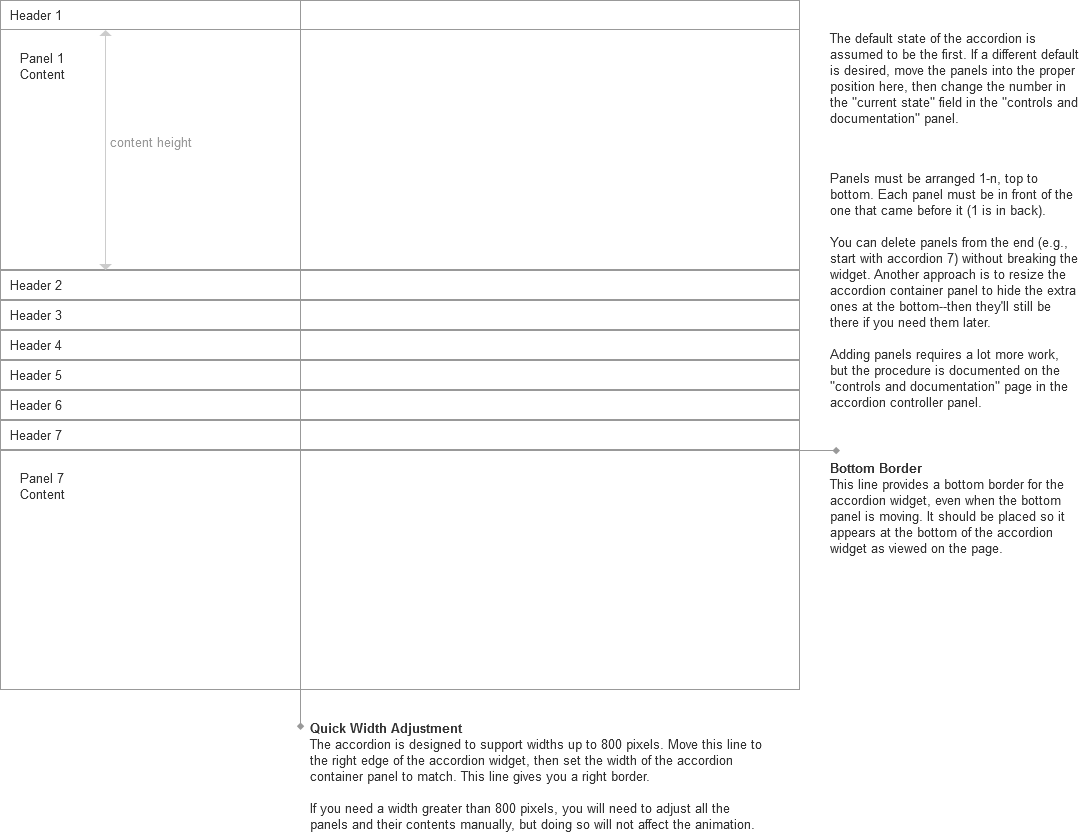 Header 1
Panel 1
Content
content height
Header 2
Header 3
Header 4
Header 5
Header 6
Header 7
Panel 7
Content
The default state of the accordion is
assumed to be the first. If a different default
is desired, move the panels into the proper
position here, then change the number in
the "current state" field in the "controls and
documentation" panel.
Panels must be arranged 1-n, top to
bottom. Each panel must be in front of the
one that came before it (1 is in back).
You can delete panels from the end (e.g.,
start with accordion 7) without breaking the
widget. Another approach is to resize the
accordion container panel to hide the extra
ones at the bottom--then they'll still be
there if you need them later.
Adding panels requires a lot more work,
but the procedure is documented on the
"controls and documentation" page in the
accordion controller panel.
Bottom Border
This line provides a bottom border for the
accordion widget, even when the bottom
panel is moving. It should be placed so it
appears at the bottom of the accordion
widget as viewed on the page.
Quick Width Adjustment
The accordion is designed to support widths up to 800 pixels. Move this line to
the right edge of the accordion widget, then set the width of the accordion
container panel to match. This line gives you a right border.
If you need a width greater than 800 pixels, you will need to adjust all the
panels and their contents manually, but doing so will not affect the animation.